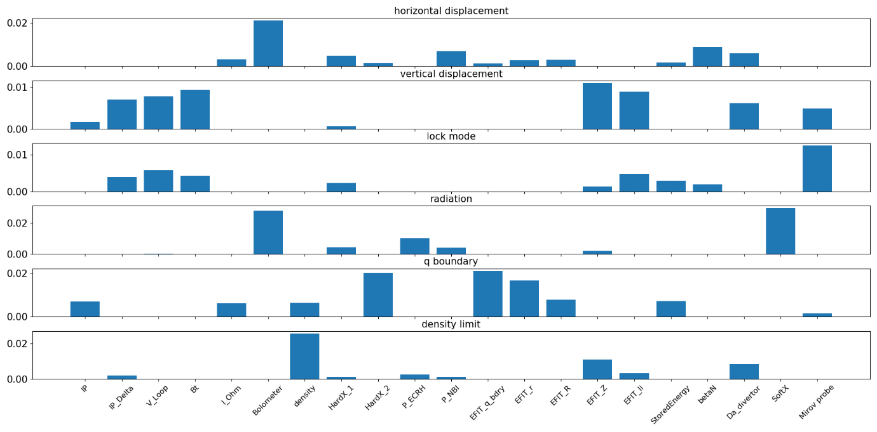 horizontal displacement
0.02
0.00
vertical displacement
0.01
0.00
lock mode
0.01
0.00
radiation
0.02
0.00
q boundary
0.02
0.00
density limit
0.02
0.00
IP
IP_Delta
V_Loop
Bt
I_Ohm
Bolometer
density
HardX_1
HardX_2
P_ECRH
P_NBI
EFIT_q_bdry
EFIT_r
EFIT_R
EFIT_Z
EFIT_li
StoredEnergy
betaN
Da_divertor
SoftX
Mirov probe